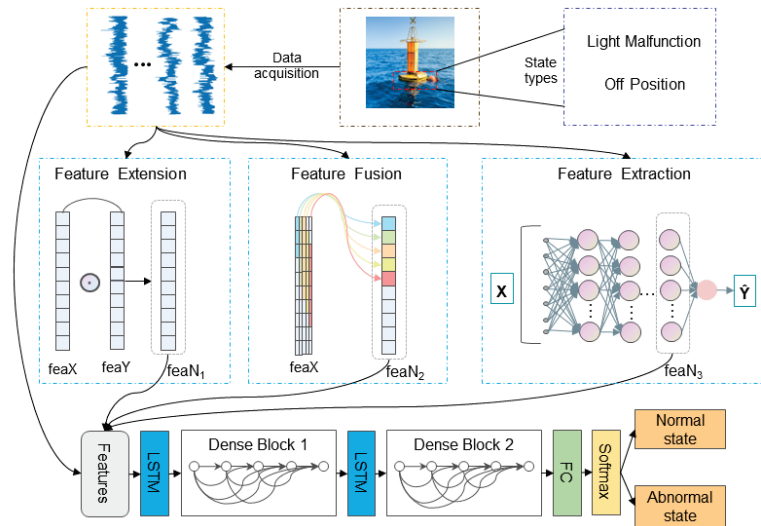 Data
acquisition
State
types
Light Malfunction
Off Position
Feature Extension
feaX
feaY
feaN₁
Feature Fusion
feaX
feaN₂
Feature Extraction
X
Ŷ
feaN₃
Features
LSTM
Dense Block 1
LSTM
Dense Block 2
FC
Softmax
Normal
state
Abnormal
state